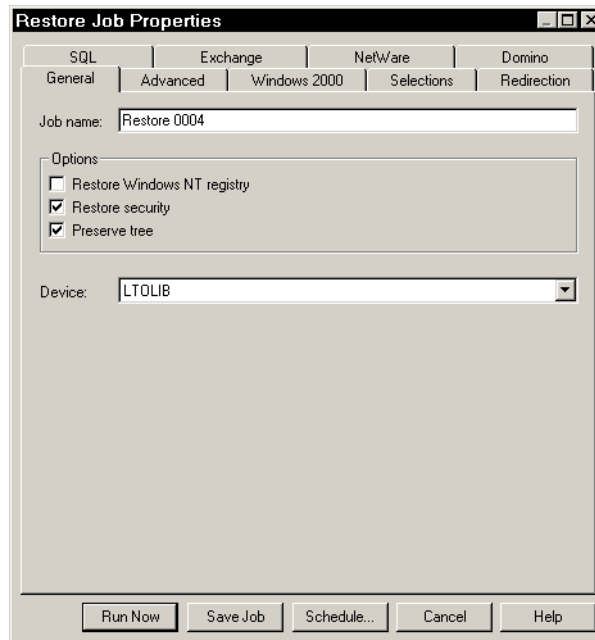 Restore Job Properties
SQL Exchange NetWare Domino
General Advanced Windows 2000 Selections Redirection
Job name: Restore 0004
Options
Restore Windows NT registry
Restore security
Preserve tree
Device: LTOLIB
Run Now Save Job Schedule... Cancel Help